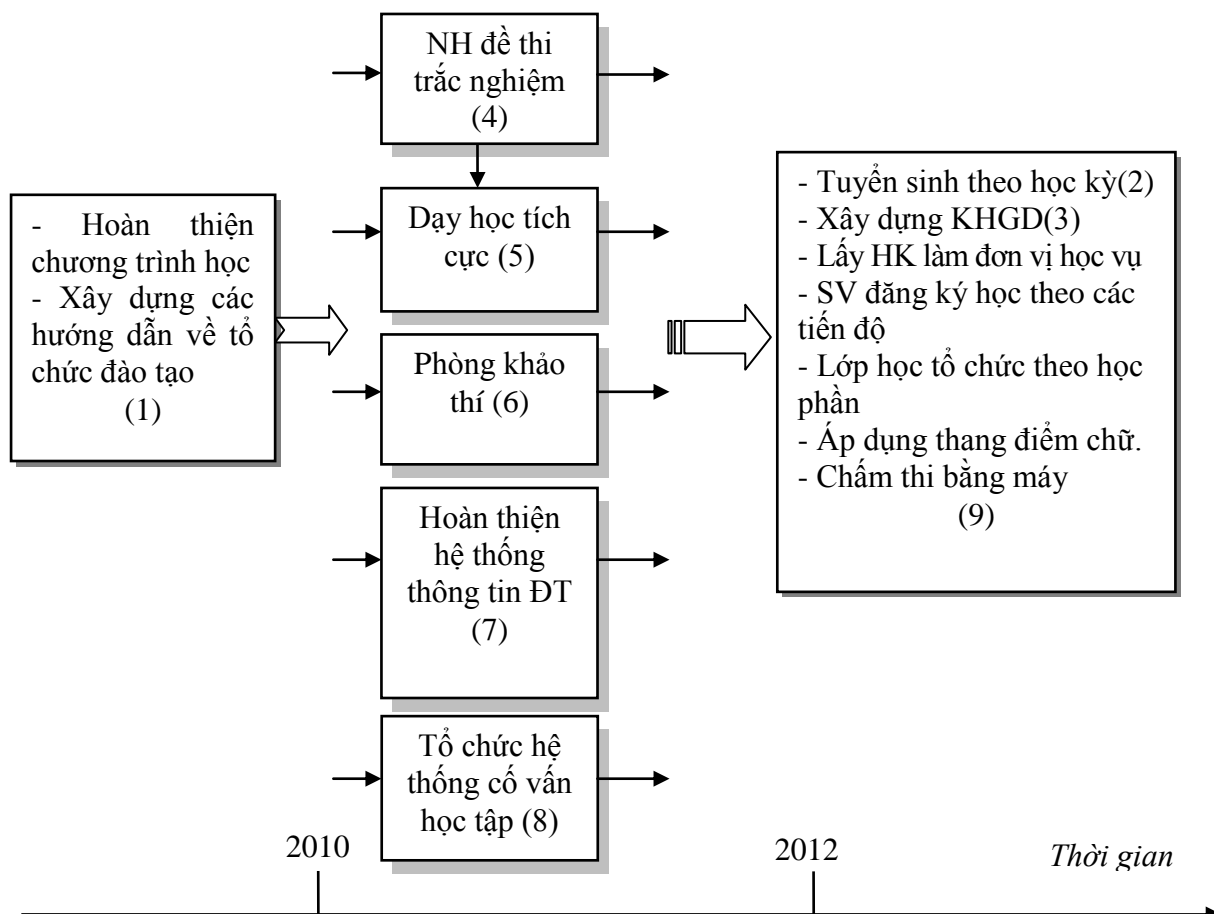 - Hoàn thiện
chương trình học
- Xây dựng các
hướng dẫn về tổ
chức đào tạo
(1)
NH đề thi
trắc nghiệm
(4)
Dạy học tích
cực (5)
Phòng khảo
thí (6)
Hoàn thiện
hệ thống
thông tin ĐT
(7)
Tổ chức hệ
thống cố vấn
học tập (8)
- Tuyển sinh theo học kỳ(2)
- Xây dựng KHGD(3)
- Lấy HK làm đơn vị học vụ
- SV đăng ký học theo các
tiến độ
- Lớp học tổ chức theo học
phần
- Áp dụng thang điểm chữ.
- Chấm thi bằng máy
(9)
2010
2012
Thời gian